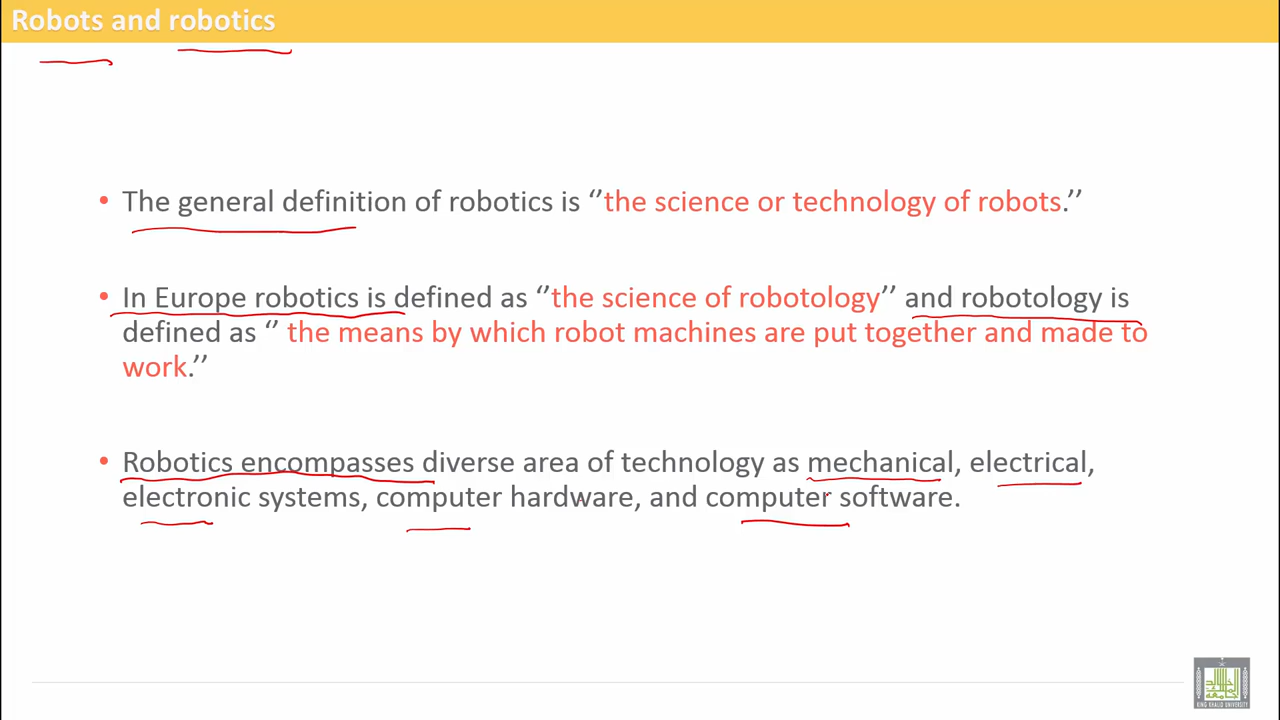 Robots and robotics
• The general definition of robotics is ‘’the science or technology of robots.’’
• In Europe robotics is defined as ‘’the science of robotology’’ and robotology is
defined as ‘’ the means by which robot machines are put together and made to
work.’’
• Robotics encompasses diverse area of technology as mechanical, electrical,
electronic systems, computer hardware, and computer software.
KING KHALID UNIVERSITY